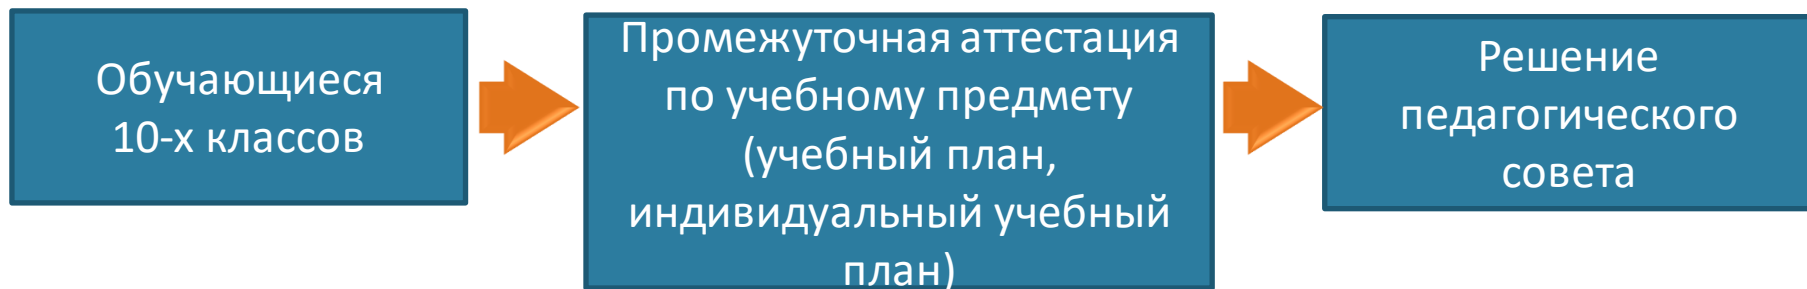 Обучающиеся
10-х классов
Промежуточная аттестация
по учебному предмету
(учебный план,
индивидуальный учебный
план)
Решение
педагогического
совета